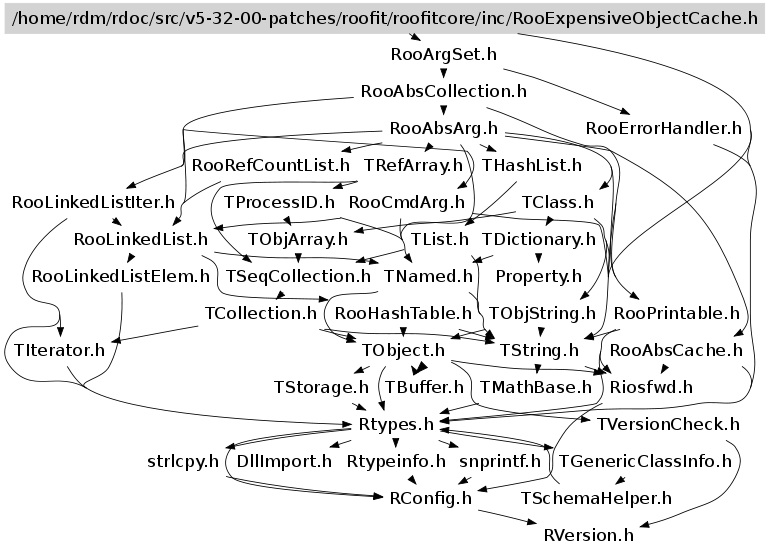 /home/rdm/rdoc/src/v5-32-00-patches/roofit/roofitcore/inc/RooExpensiveObjectCache.h
RooArgSet.h
RooAbsCollection.h
RooAbsArg.h RooErrorHandler.h
RooRefCountList.h TRefArray.h THashList.h
RooLinkedListIter.h TProcessID.h RooCmdArg.h TClass.h
RooLinkedList.h TObjArray.h TList.h TDictionary.h
RooLinkedListElem.h TSeqCollection.h TNamed.h Property.h
TCollection.h RooHashTable.h TObjString.h RooPrintable.h
TIterator.h TObject.h TString.h RooAbsCache.h
TStorage.h TBuffer.h TMathBase.h Riosfwd.h
Rtypes.h TVersionCheck.h
strlcpy.h DllImport.h Rtypeinfo.h snprintf.h TGenericClassInfo.h
RConfig.h TSchemaHelper.h
RVersion.h